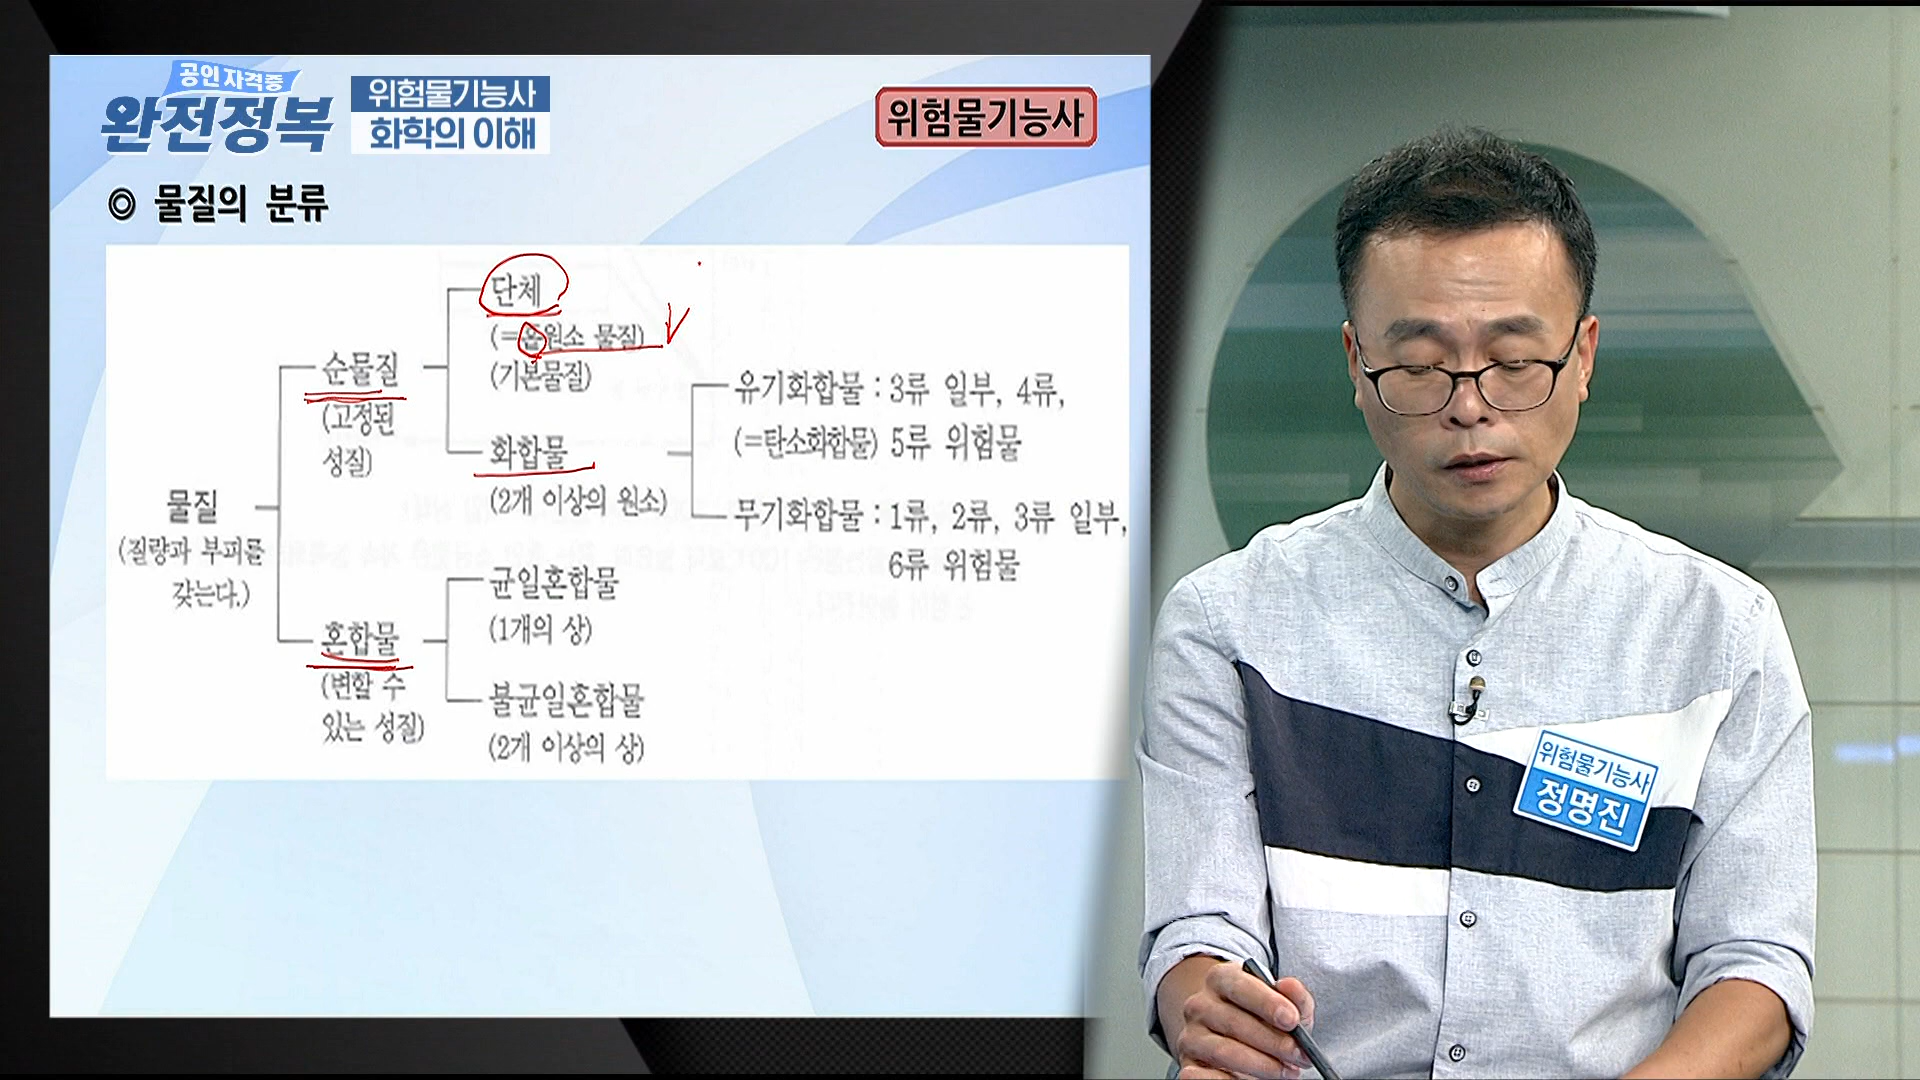 공인 자격증
완전정복
위험물기능사
화학의 이해
위험물기능사
◎ 물질의 분류
단체
(=홑원소 물질)
(기본물질)
순물질
(고정된
성질)
화합물
(2개 이상의 원소)
유기화합물 : 3류 일부, 4류,
(=탄소화합물) 5류 위험물
무기화합물 : 1류, 2류, 3류 일부,
6류 위험물
물질
(질량과 부피를
갖는다.)
혼합물
(변할 수
있는 성질)
균일혼합물
(1개의 상)
불균일혼합물
(2개 이상의 상)
위험물기능사
정명진